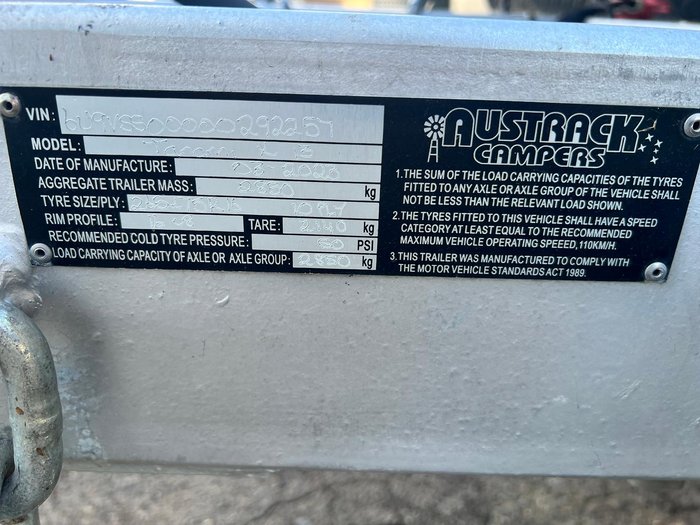 VIN:
MODEL:
DATE OF MANUFACTURE:
AGGREGATE TRAILER MASS: 2850 kg
TYRE SIZE/PLY:
RIM PROFILE: TARE: 2140 kg
RECOMMENDED COLD TYRE PRESSURE: 50 PSI
LOAD CARRYING CAPACITY OF AXLE OR AXLE GROUP: 2850 kg
AUSTRACK
CAMPERS
1. THE SUM OF THE LOAD CARRYING CAPACITIES OF THE TYRES
FITTED TO ANY AXLE OR AXLE GROUP OF THE VEHICLE SHALL
NOT BE LESS THAN THE RELEVANT LOAD SHOWN.
2. THE TYRES FITTED TO THIS VEHICLE SHALL HAVE A SPEED
CATEGORY AT LEAST EQUAL TO THE RECOMMENDED
MAXIMUM VEHICLE OPERATING SPEEED, 110KM/H.
3. THIS TRAILER WAS MANUFACTURED TO COMPLY WITH
THE MOTOR VEHICLE STANDARDS ACT 1989.